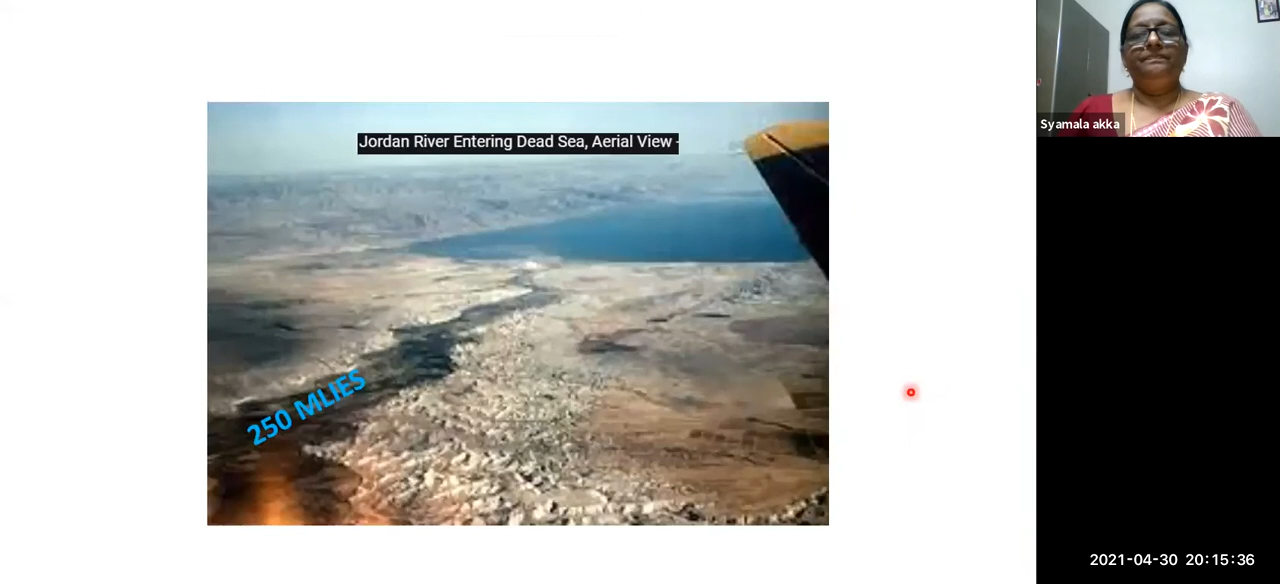 Jordan River Entering Dead Sea, Aerial View -
250 MLIES
Syamala akka
2021-04-30 20:15:36